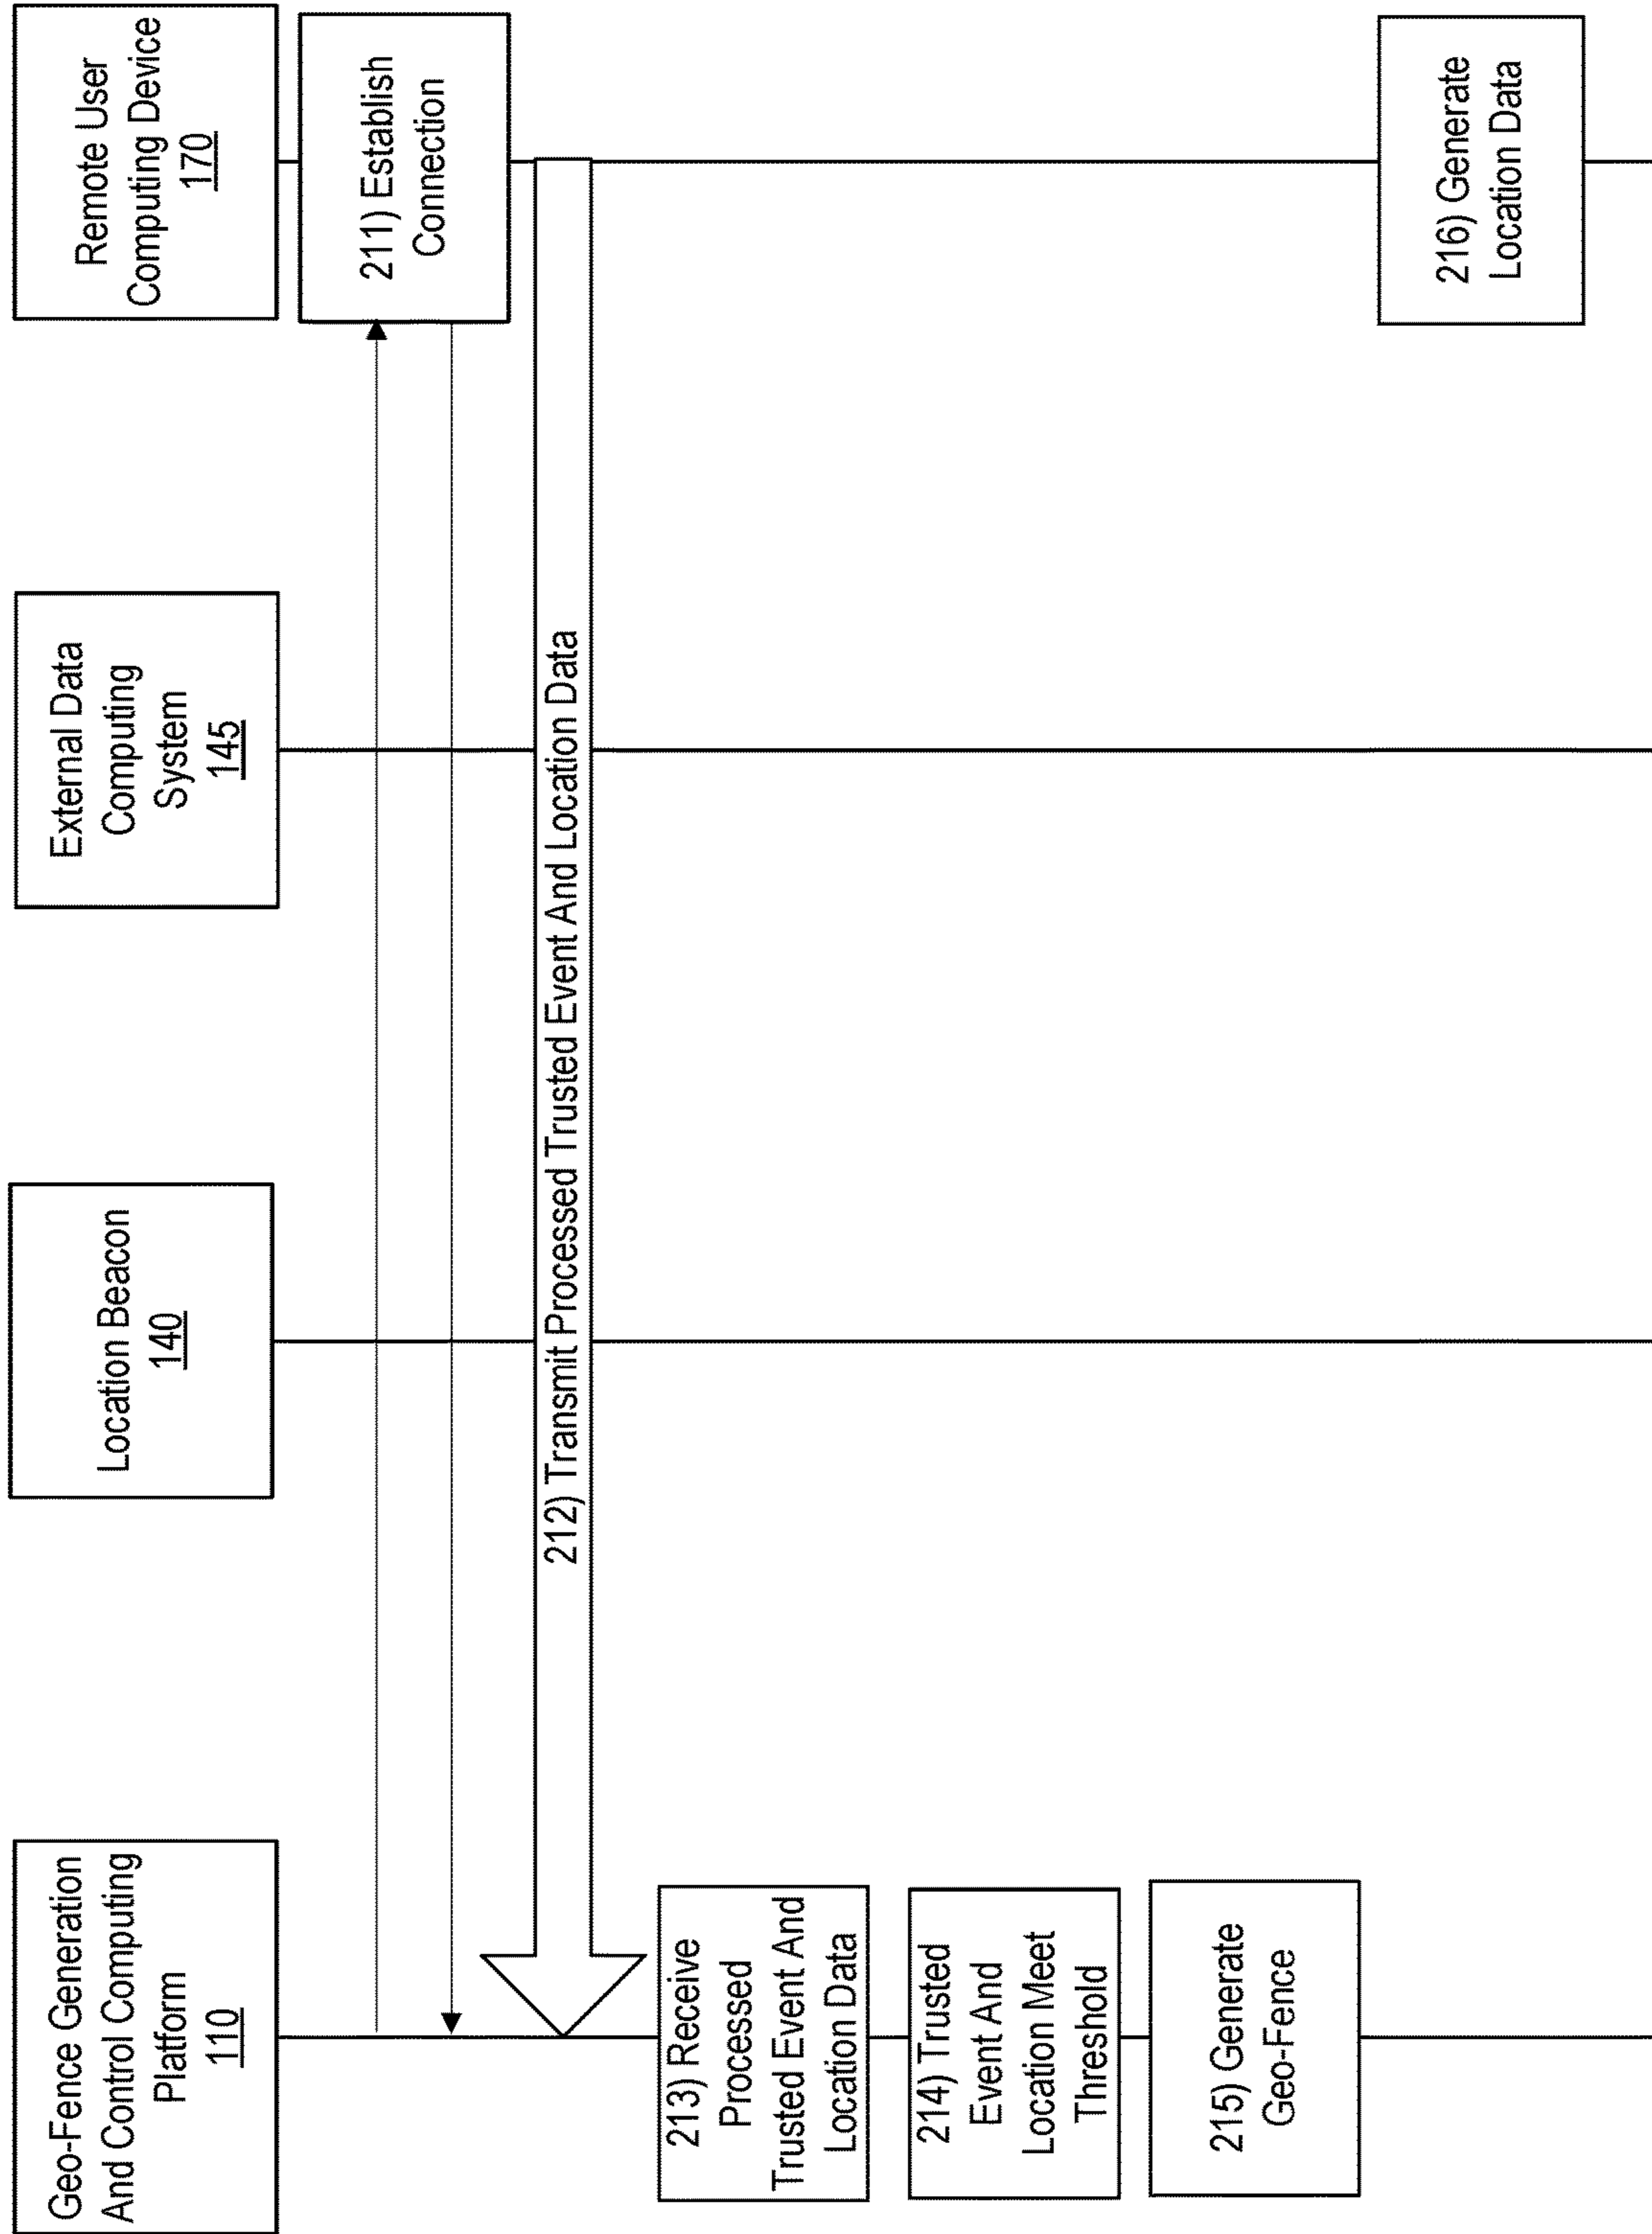 Geo-Fence Generation
And Control Computing
Platform
110
Location Beacon
140
External Data
Computing
System
145
Remote User
Computing Device
170
211) Establish
Connection
212) Transmit Processed Trusted Event And Location Data
213) Receive
Processed
Trusted Event And
Location Data
214) Trusted
Event And
Location Meet
Threshold
215) Generate
Geo-Fence
216) Generate
Location Data